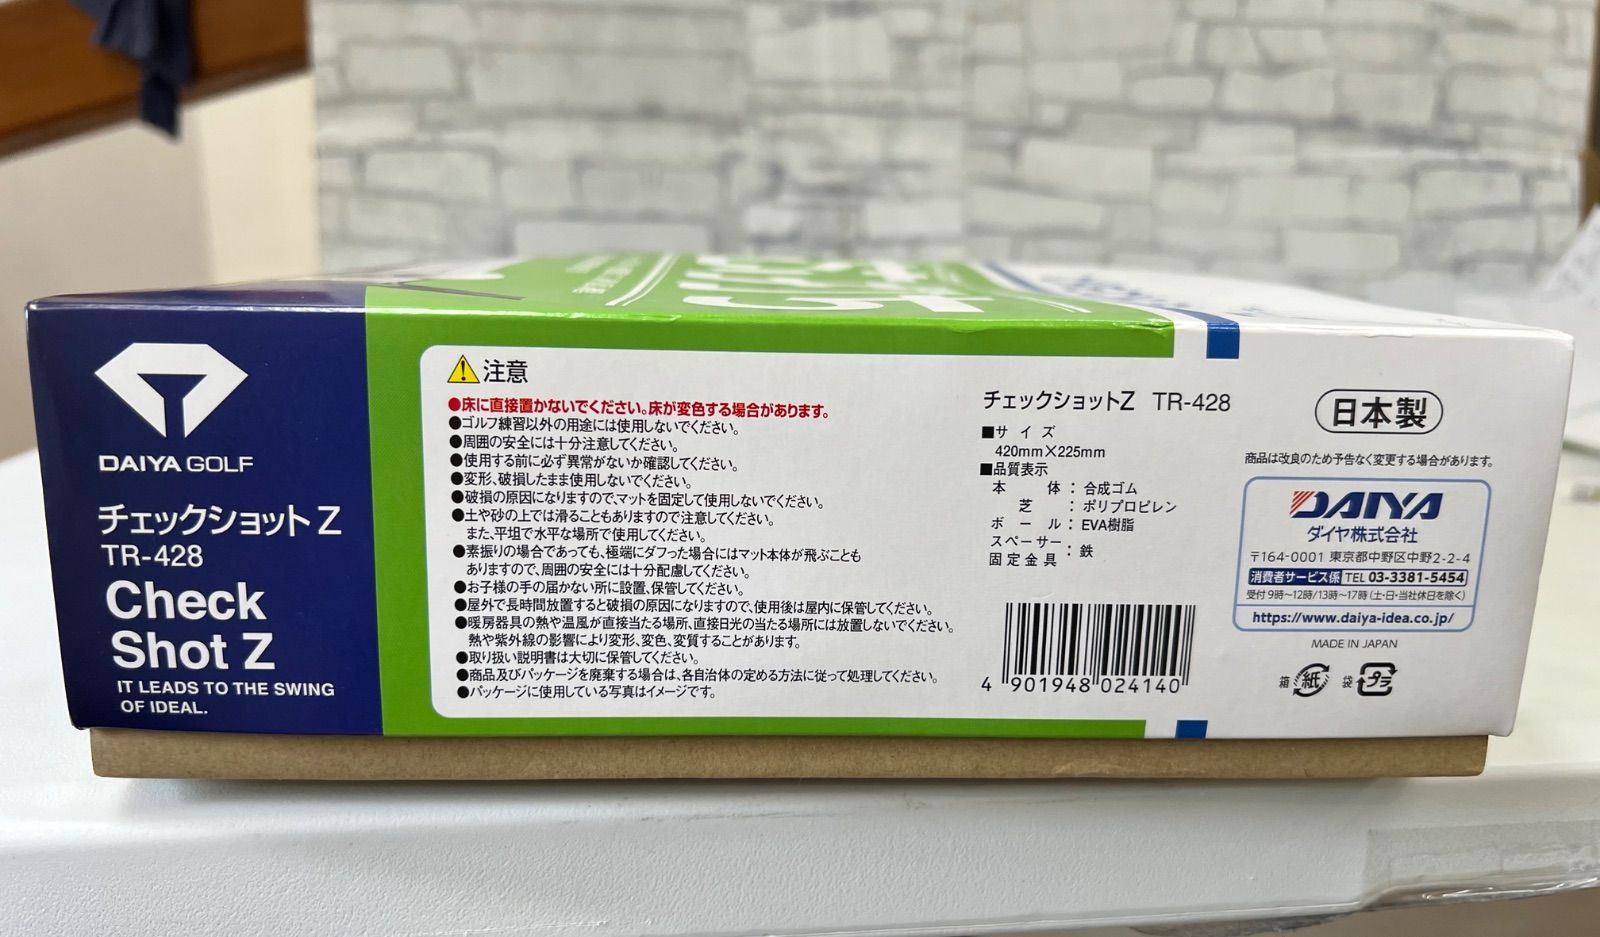 DAIYA GOLF
チェックショット Z
TR-428
Check
Shot Z
IT LEADS TO THE SWING
OF IDEAL.
注意
●床に直接置かないでください。床が変色する場合があります。
●ゴルフ練習以外の用途には使用しないでください。
●周囲の安全には十分注意してください。
●使用する前に必ず異常がないか確認してください。
●変形、破損したまま使用しないでください。
●破損の原因になりますので、マットを固定して使用しないでください。
●土や砂の上では滑ることもありますので注意してください。
また、平坦で水平な場所で使用してください。
●素振りの場合であっても、極端にダフった場合にはマット本体が飛ぶことも
ありますので、周囲の安全には十分配慮してください。
●お子様の手の届かない所に設置、保管してください。
●屋外で長時間放置すると破損の原因になりますので、使用後は屋内に保管してください。
●暖房器具の熱や温風が直接当たる場所、直接日光の当たる場所には放置しないでください。
熱や紫外線の影響により変形、変色、変質することがあります。
●取り扱い説明書は大切に保管してください。
●商品及びパッケージを廃棄する場合は、各自治体の定める方法に従って処理してください。
●パッケージに使用している写真はイメージです。
チェックショットZ TR-428
■サイズ
420mm×225mm
■品質表示
本体：合成ゴム
芝：ポリプロピレン
ボール：EVA樹脂
スペーサー
固定金具：鉄
4 901948 024140
日本製
商品は改良のため予告なく変更する場合があります。
DAIYA
ダイヤ株式会社
〒164-0001 東京都中野区中野2-2-4
消費者サービス係 TEL 03-3381-5454
受付 9時～12時/13時～17時(土・日・当社休日を除く)
https://www.daiya-idea.co.jp/
MADE IN JAPAN
箱 紙 袋 プラ